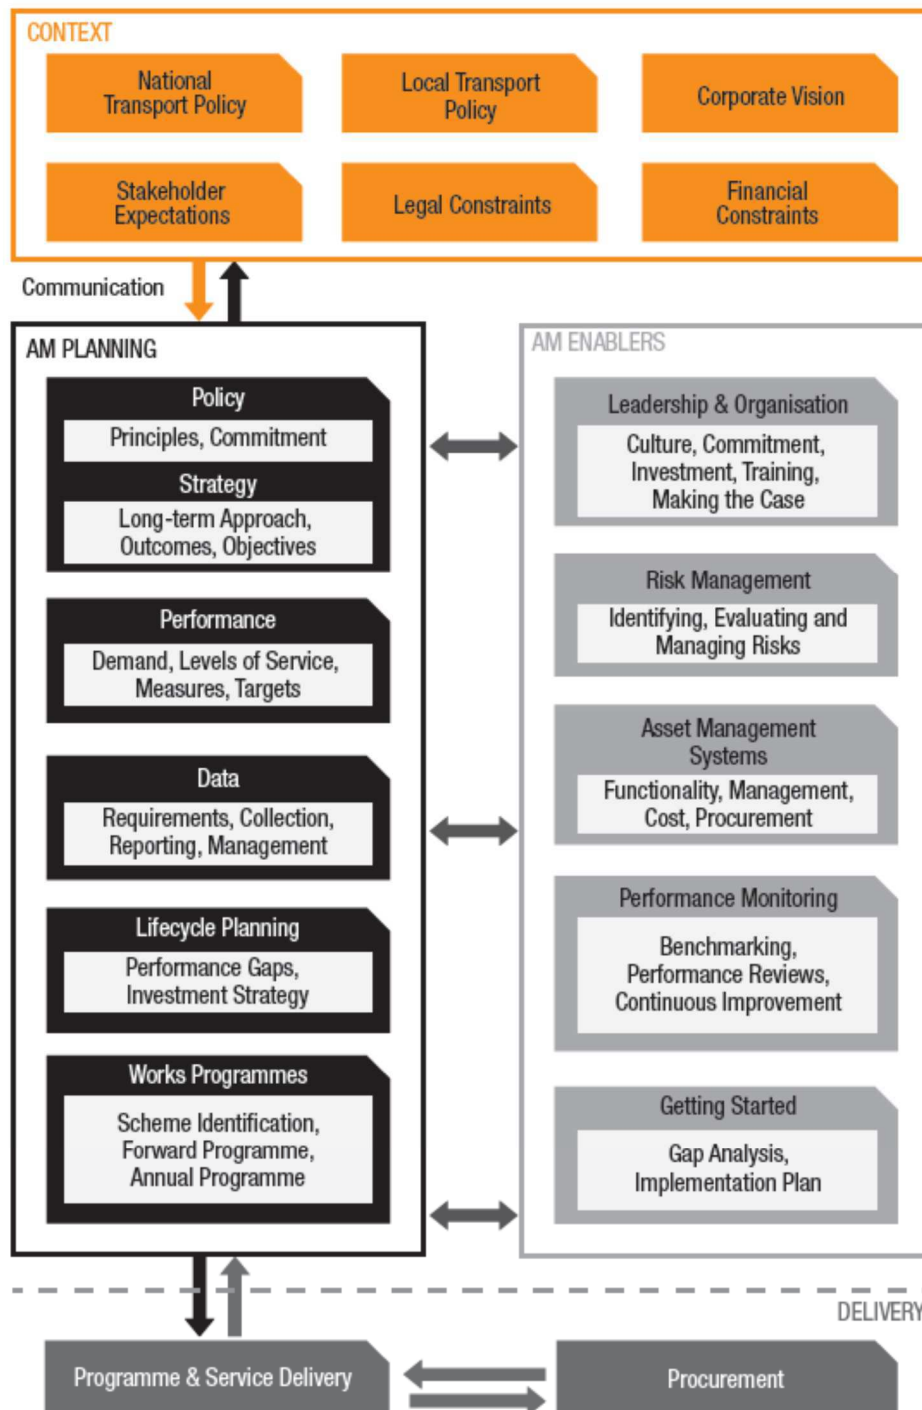 CONTEXT
National
Transport Policy
Local Transport
Policy
Corporate Vision
Stakeholder
Expectations
Legal Constraints
Financial
Constraints
Communication
AM PLANNING
Policy
Principles, Commitment
Strategy
Long-term Approach,
Outcomes, Objectives
Performance
Demand, Levels of Service,
Measures, Targets
Data
Requirements, Collection,
Reporting, Management
Lifecycle Planning
Performance Gaps,
Investment Strategy
Works Programmes
Scheme Identification,
Forward Programme,
Annual Programme
AM ENABLERS
Leadership & Organisation
Culture, Commitment,
Investment, Training,
Making the Case
Risk Management
Identifying, Evaluating and
Managing Risks
Asset Management
Systems
Functionality, Management,
Cost, Procurement
Performance Monitoring
Benchmarking,
Performance Reviews,
Continuous Improvement
Getting Started
Gap Analysis,
Implementation Plan
DELIVERY
Programme & Service Delivery
Procurement